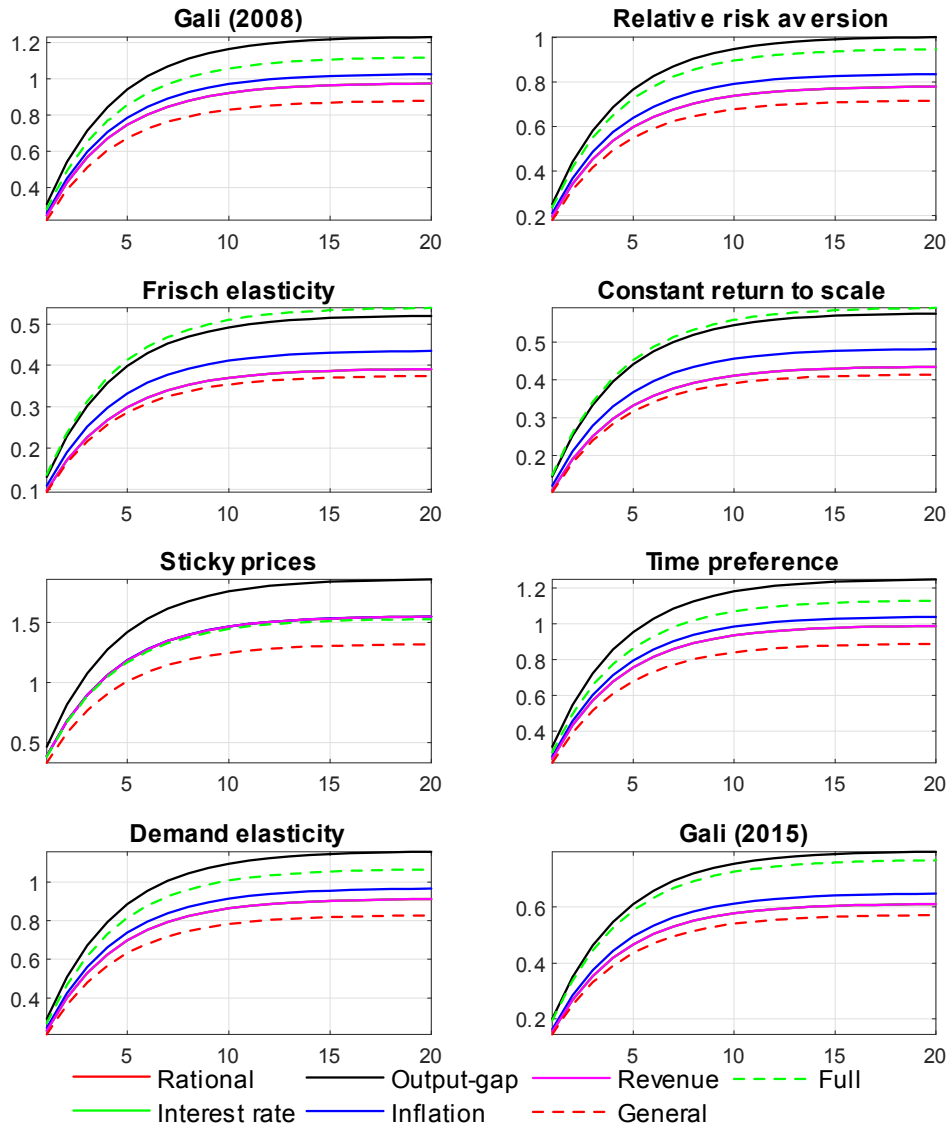 Gali (2008)
1.2
1
0.8
0.6
0.4
5 10 15 20
Relative risk aversion
1
0.8
0.6
0.4
0.2
5 10 15 20
Frisch elasticity
0.5
0.4
0.3
0.2
0.1
5 10 15 20
Constant return to scale
0.5
0.4
0.3
0.2
5 10 15 20
Sticky prices
1.5
1
0.5
5 10 15 20
Time preference
1.2
1
0.8
0.6
0.4
5 10 15 20
Demand elasticity
1
0.8
0.6
0.4
5 10 15 20
Gali (2015)
0.6
0.4
0.2
5 10 15 20
Rational Output-gap Revenue Full
Interest rate Inflation General